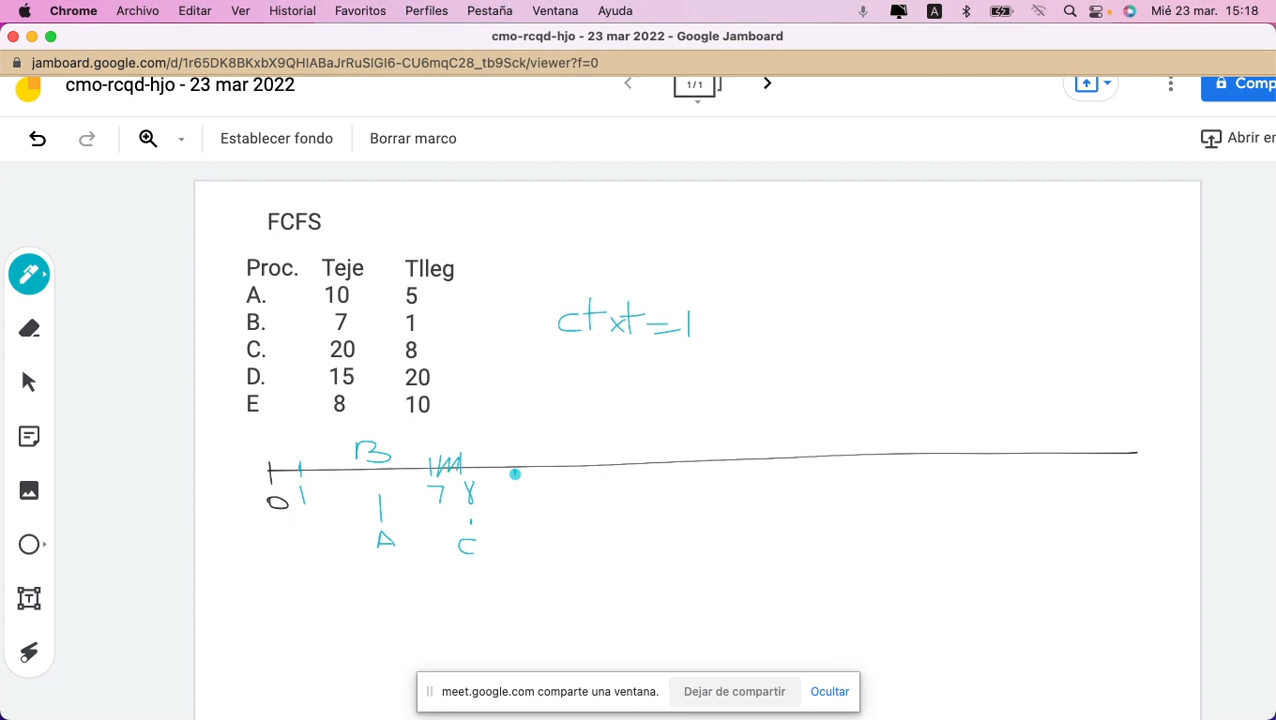 Chrome Archivo Editar Ver Historial Favoritos Perfiles Pestaña Ventana Ayuda A Mié 23 mar. 15:18
cmo-rcqd-hjo - 23 mar 2022 - Google Jamboard
jamboard.google.com/d/1r65DK8BKxbX9QHIABaJrRuSlGI6-CU6mqC28_tb9Sck/viewer?f=0
cmo-rcqd-hjo - 23 mar 2022 1/1 Comp
Establecer fondo Borrar marco Abrir en
FCFS
Proc. Teje Tlleg
A. 10 5
B. 7 1
C. 20 8
D. 15 20
E 8 10
ctxt=1
B
0 1 7 8
A C
meet.google.com comparte una ventana. Dejar de compartir Ocultar